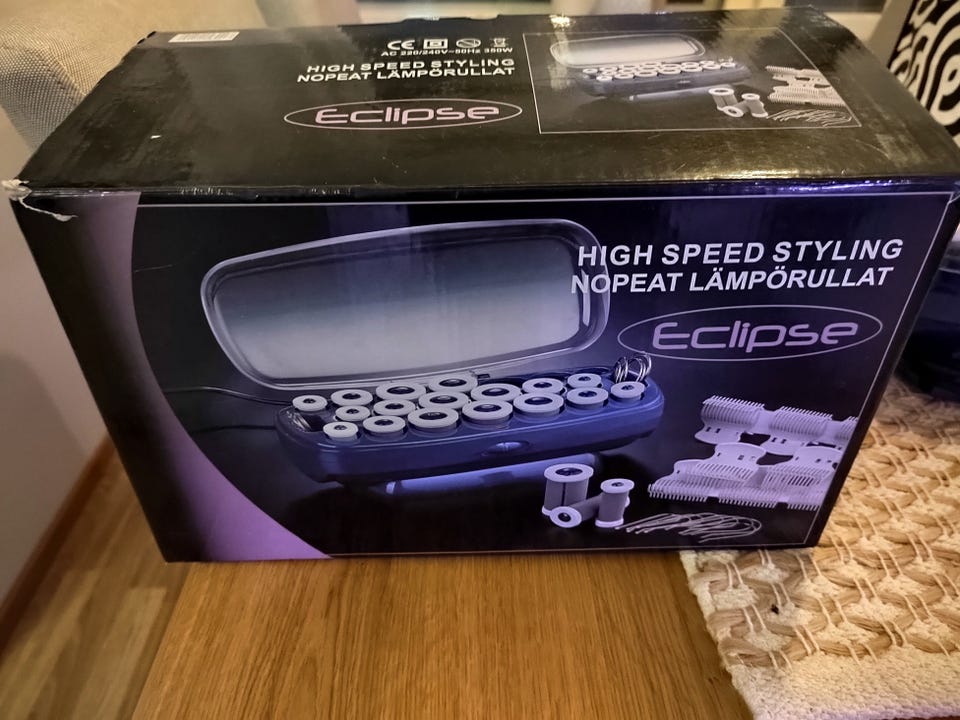 AC 220/240V~50Hz 350W
HIGH SPEED STYLING
NOPEAT LÄMPÖRULLAT
Eclipse
HIGH SPEED STYLING
NOPEAT LÄMPÖRULLAT
Eclipse